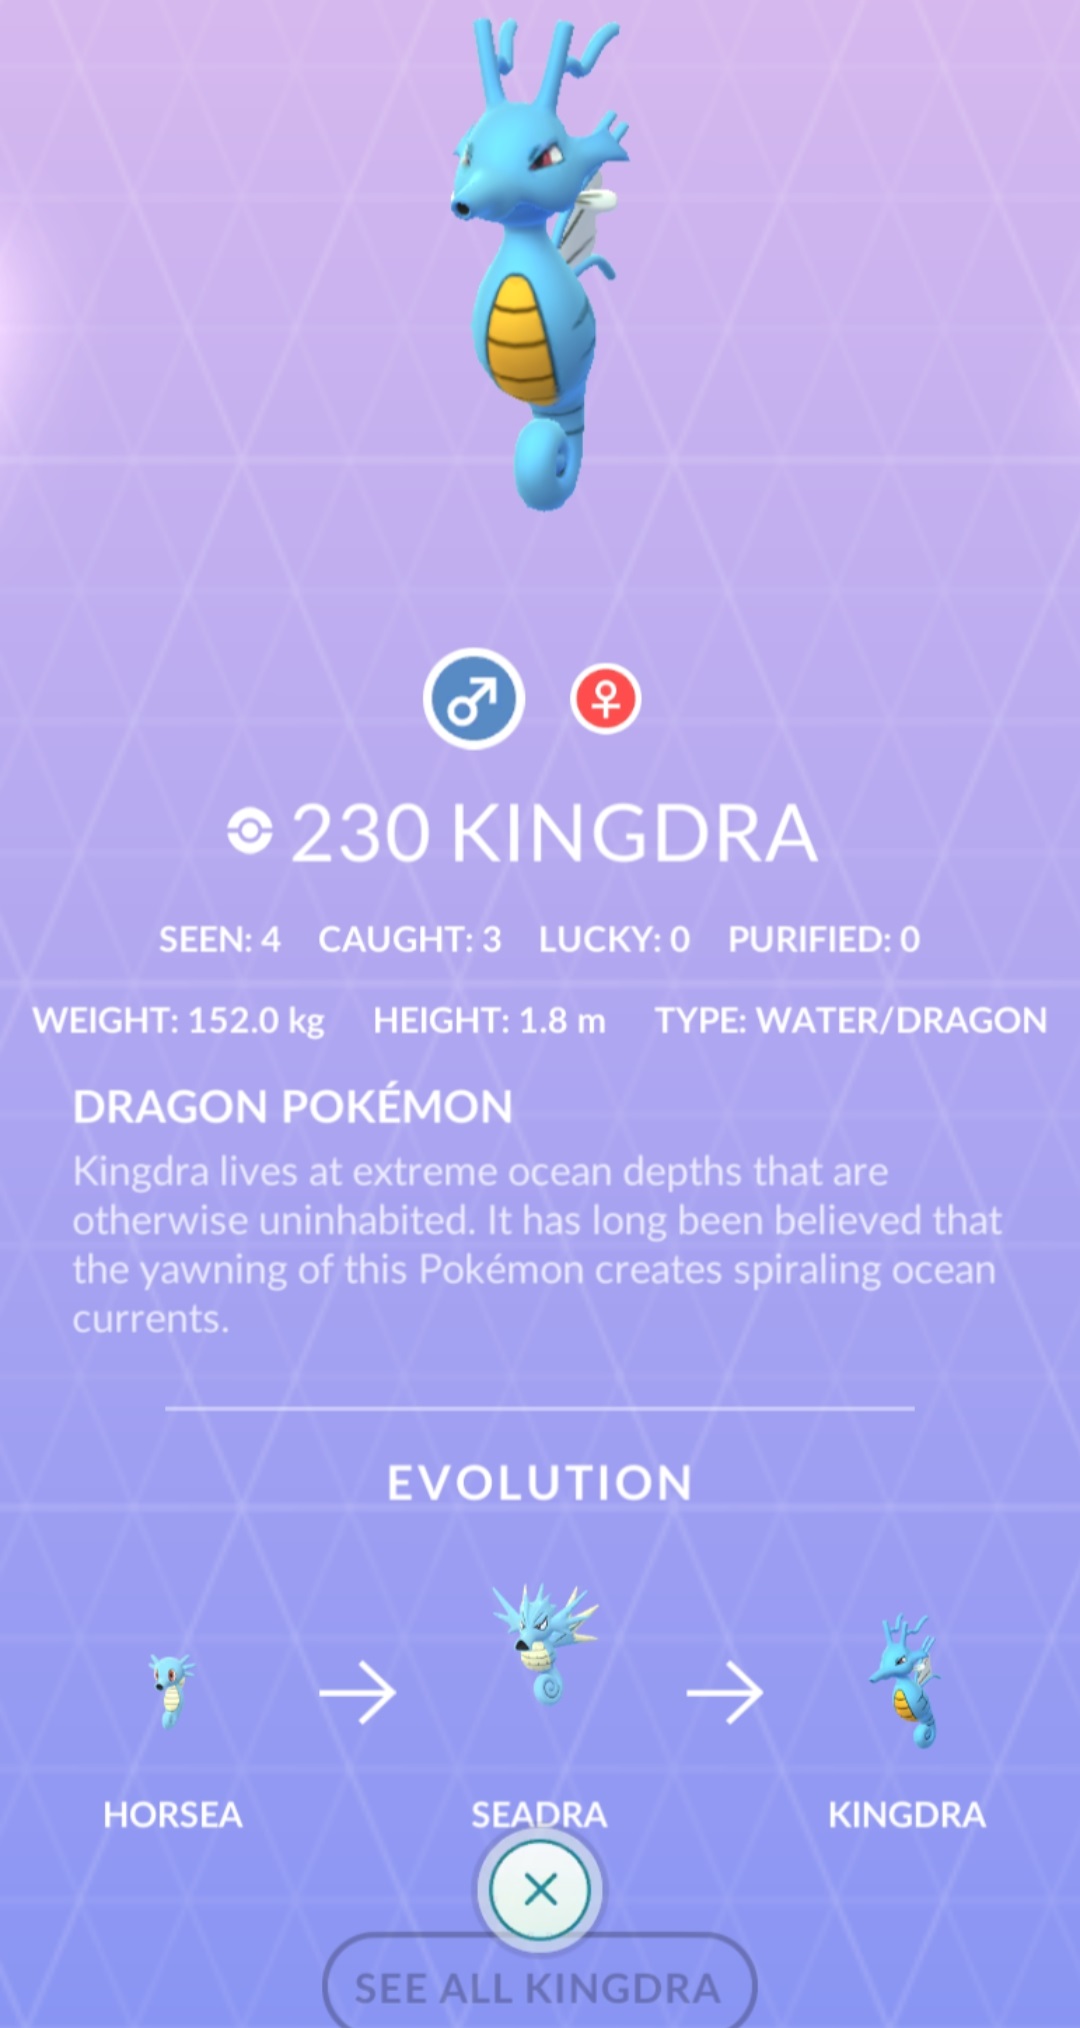 230 KINGDRA
SEEN: 4 CAUGHT: 3 LUCKY: 0 PURIFIED: 0
WEIGHT: 152.0 kg HEIGHT: 1.8 m TYPE: WATER/DRAGON
DRAGON POKÉMON
Kingdra lives at extreme ocean depths that are
otherwise uninhabited. It has long been believed that
the yawning of this Pokémon creates spiraling ocean
currents.
EVOLUTION
HORSEA SEADRA KINGDRA
SEE ALL KINGDRA